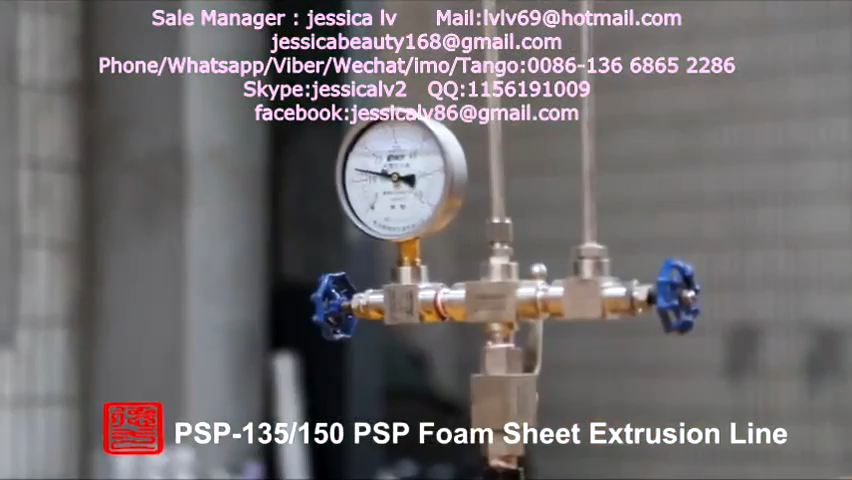 Sale Manager : jessica lv Mail:lvlv69@hotmail.com
jessicabeauty168@gmail.com
Phone/Whatsapp/Viber/Wechat/imo/Tango:0086-136 6865 2286
Skype:jessicalv2 QQ:1156191009
facebook:jessicalv86@gmail.com
PSP-135/150 PSP Foam Sheet Extrusion Line